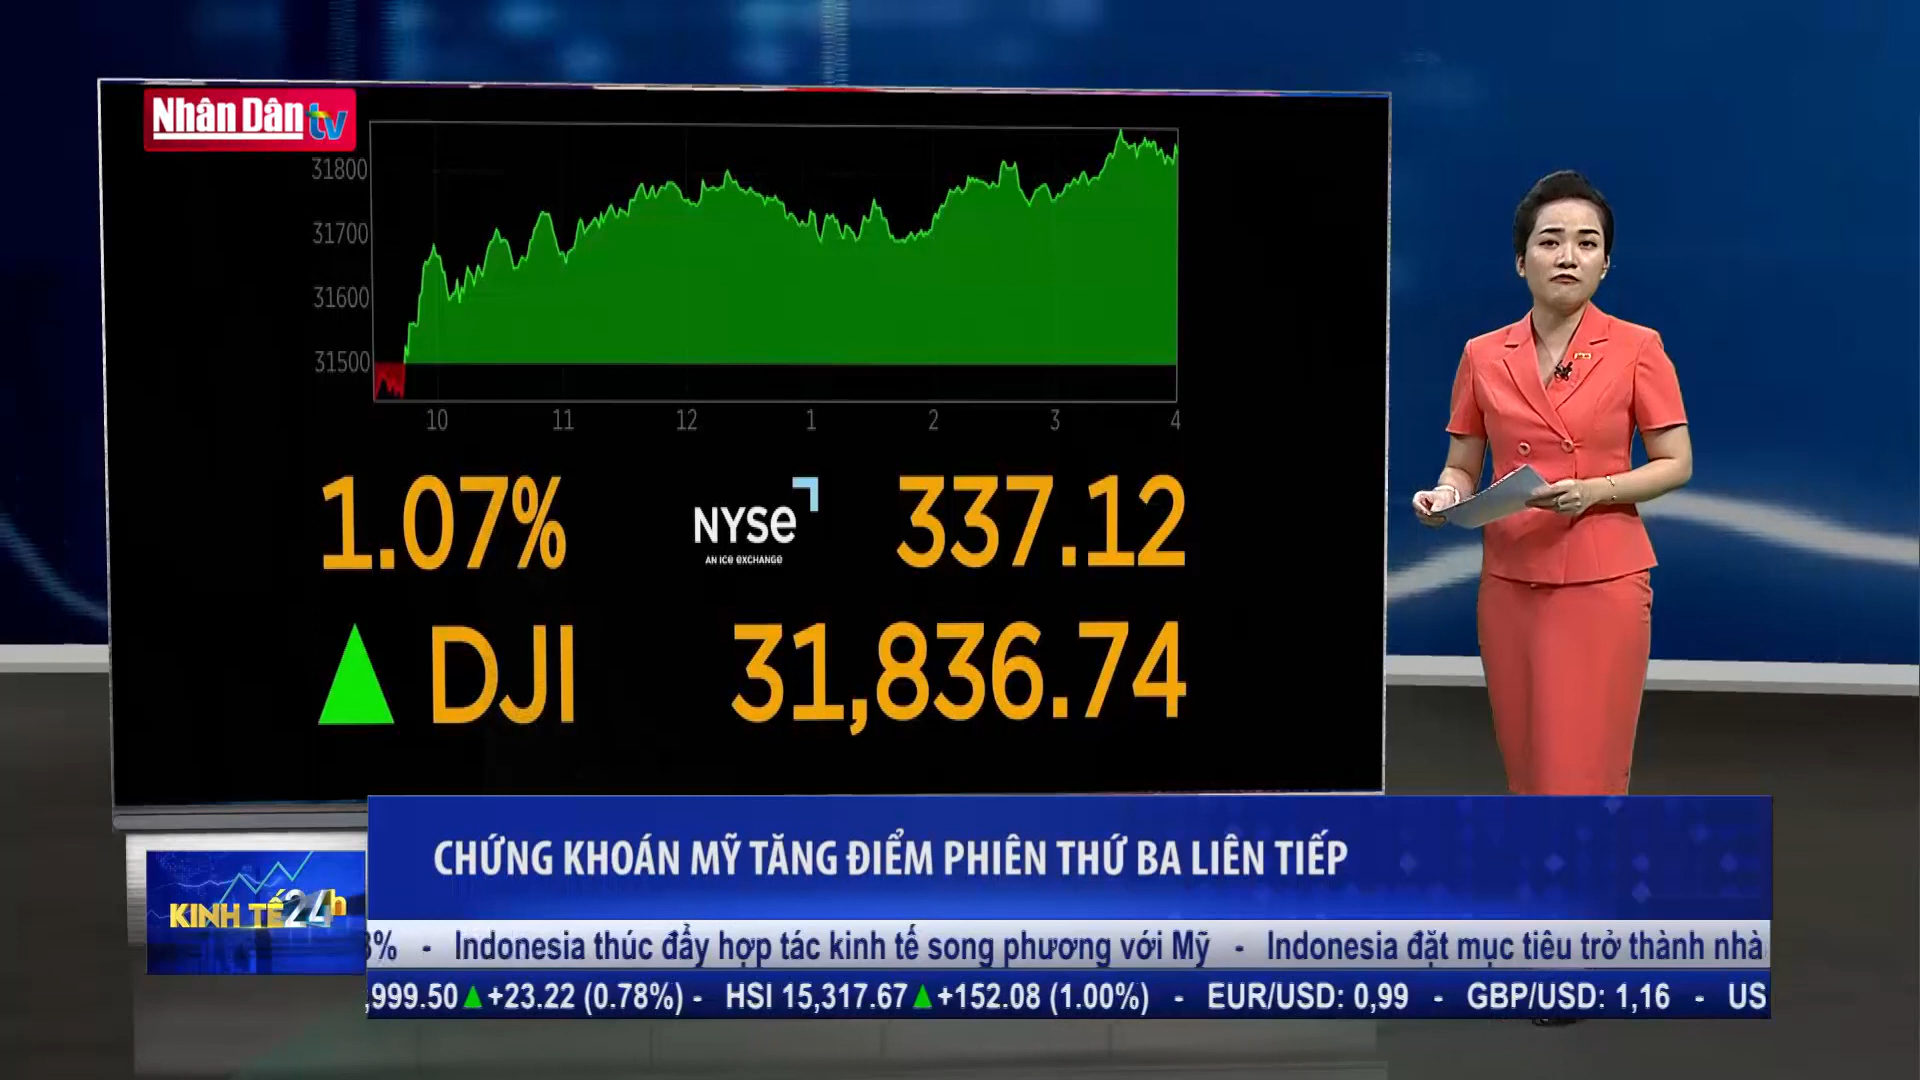 Nhân Dân tv
31800
31700
31600
31500
10 11 12 1 2 3 4
1.07% NYSE 337.12
AN ICE EXCHANGE
▲ DJI 31,836.74
CHỨNG KHOÁN MỸ TĂNG ĐIỂM PHIÊN THỨ BA LIÊN TIẾP
KINH TẾ 24h
3% - Indonesia thúc đẩy hợp tác kinh tế song phương với Mỹ - Indonesia đặt mục tiêu trở thành nhà
,999.50 ▲ +23.22 (0.78%) - HSI 15,317.67 ▲ +152.08 (1.00%) - EUR/USD: 0,99 - GBP/USD: 1,16 - US